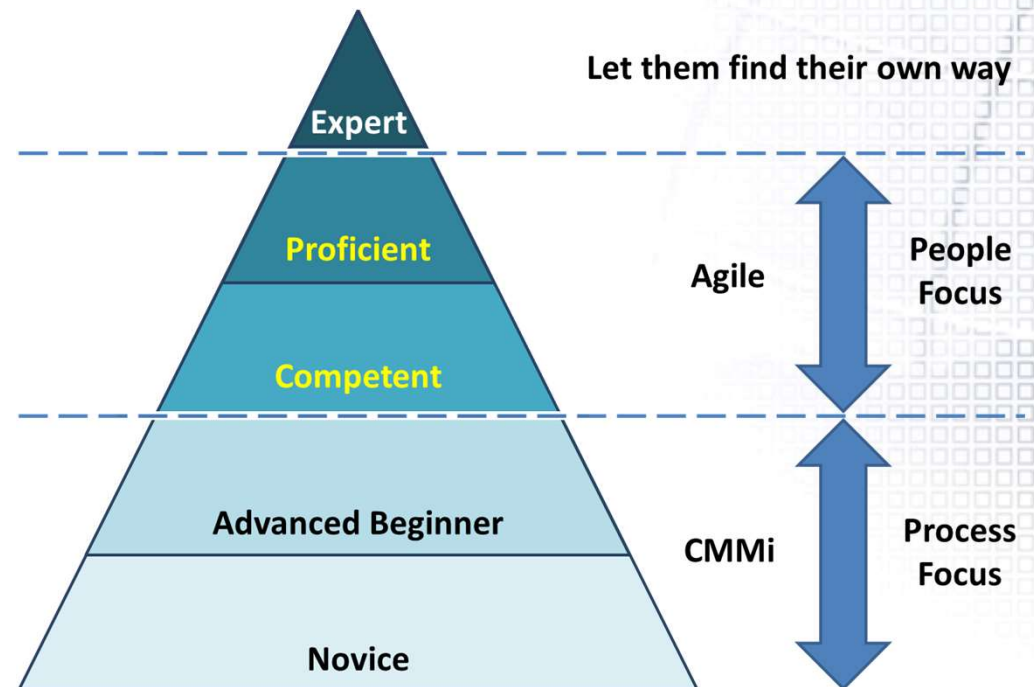 Let them find their own way
Expert
Proficient
Competent
Agile
People
Focus
Advanced Beginner
Novice
CMMi
Process
Focus